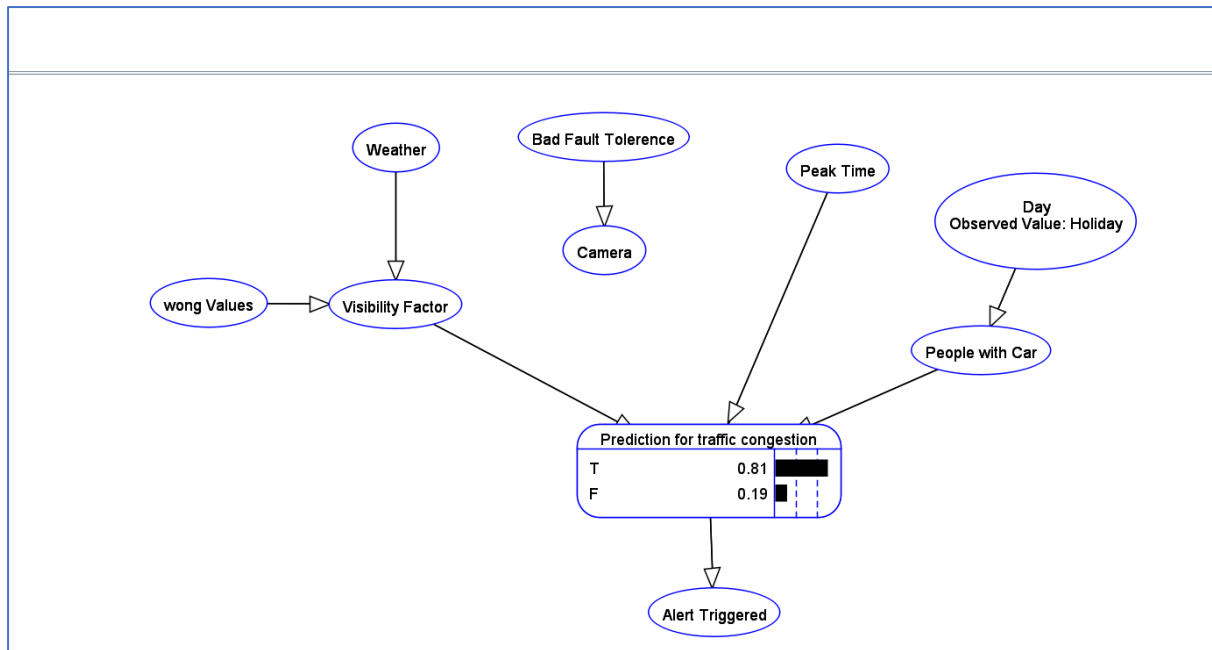 Weather
Bad Fault Tolerence
Peak Time
Day
Observed Value: Holiday
Camera
wong Values
Visibility Factor
People with Car
Prediction for traffic congestion
T 0.81
F 0.19
Alert Triggered